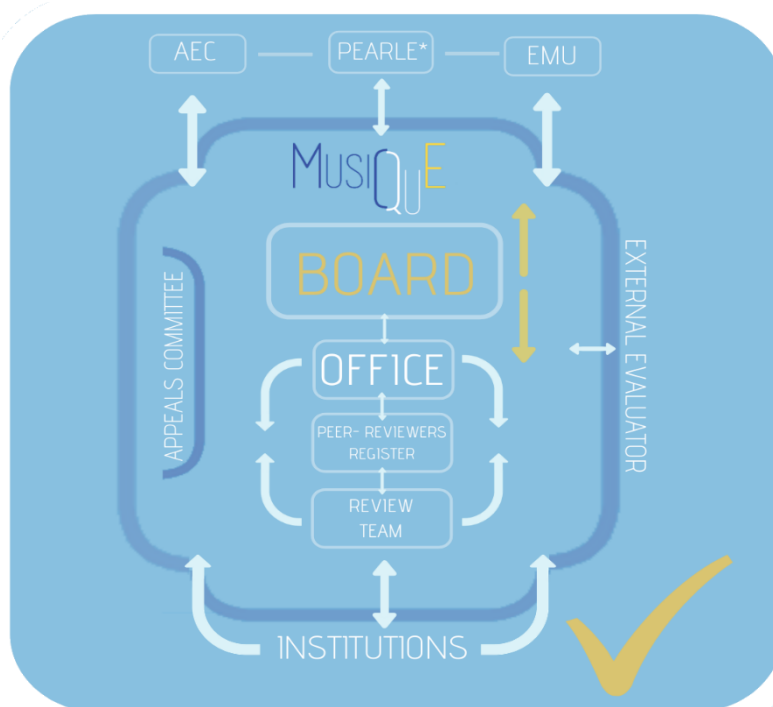 AEC
PEARLE*
EMU
MUSIQUE
BOARD
OFFICE
PEER- REVIEWERS
REGISTER
REVIEW
TEAM
APPEALS COMMITTEE
EXTERNAL EVALUATOR
INSTITUTIONS